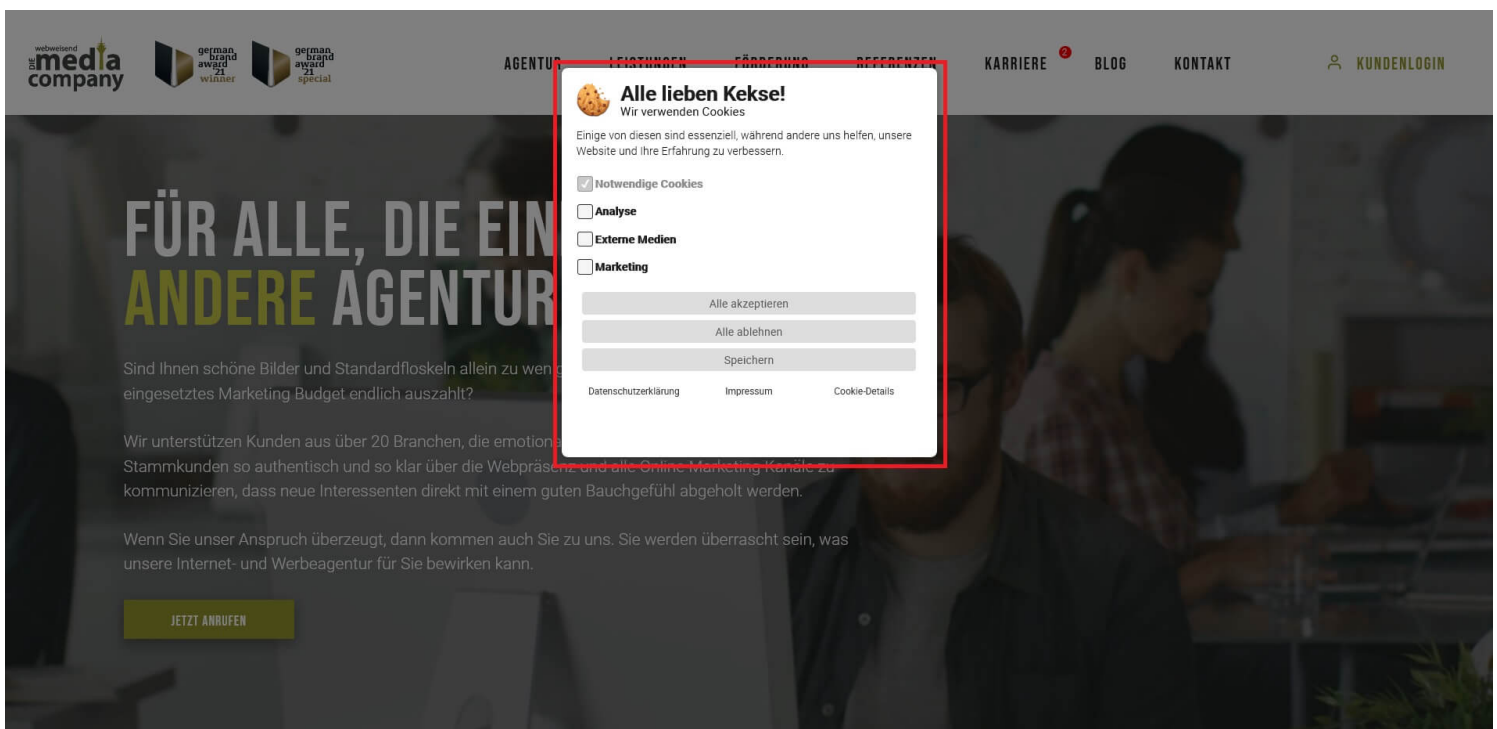 webweisend
DIE media
company
german
brand
award
'21
winner
german
brand
award
'21
special
AGENTUR LEISTUNGEN FÖRDERUNG REFERENZEN KARRIERE 2 BLOG KONTAKT KUNDENLOGIN
Alle lieben Kekse!
Wir verwenden Cookies
Einige von diesen sind essenziell, während andere uns helfen, unsere
Website und Ihre Erfahrung zu verbessern.
Notwendige Cookies
Analyse
Externe Medien
Marketing
Alle akzeptieren
Alle ablehnen
Speichern
Datenschutzerklärung Impressum Cookie-Details
FÜR ALLE, DIE
ANDERE AGENTUR
Sind Ihnen schöne Bilder und Standardfloskeln allein zu wenig
eingesetztes Marketing Budget endlich auszahlt?
Wir unterstützen Kunden aus über 20 Branchen, die
Stammkunden so authentisch und so klar über die Webpräsenz und alle Online Marketing Kanäle zu
kommunizieren, dass neue Interessenten direkt mit einem guten Bauchgefühl abgeholt werden.
Wenn Sie unser Anspruch überzeugt, dann kommen auch Sie zu uns. Sie werden überrascht sein, was
unsere Internet- und Werbeagentur für Sie bewirken kann.
JETZT ANRUFEN